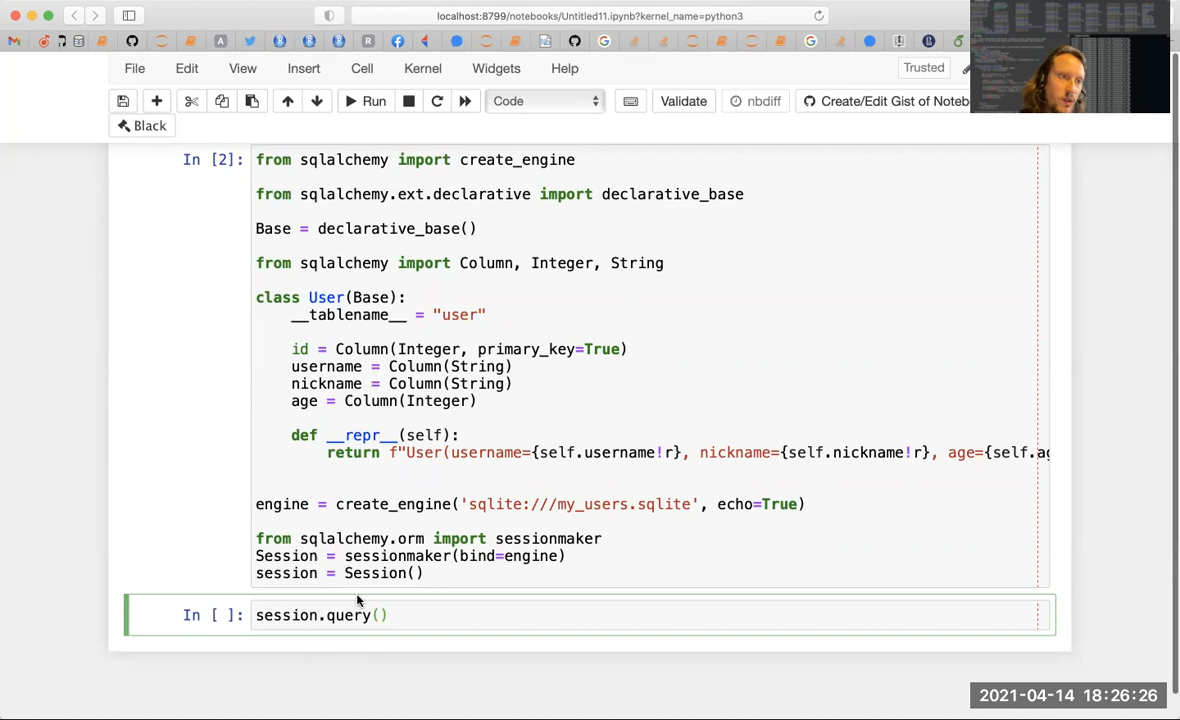 localhost:8799/notebooks/Untitled11.ipynb?kernel_name=python3
File Edit View Insert Cell Kernel Widgets Help
Trusted
Run Code Validate nbdiff Create/Edit Gist of Noteb
Black
In [2]: from sqlalchemy import create_engine
from sqlalchemy.ext.declarative import declarative_base
Base = declarative_base()
from sqlalchemy import Column, Integer, String
class User(Base):
__tablename__ = "user"
id = Column(Integer, primary_key=True)
username = Column(String)
nickname = Column(String)
age = Column(Integer)
def __repr__(self):
return f"User(username={self.username!r}, nickname={self.nickname!r}, age={self.ag
engine = create_engine('sqlite:///my_users.sqlite', echo=True)
from sqlalchemy.orm import sessionmaker
Session = sessionmaker(bind=engine)
session = Session()
In [ ]: session.query()
2021-04-14 18:26:26